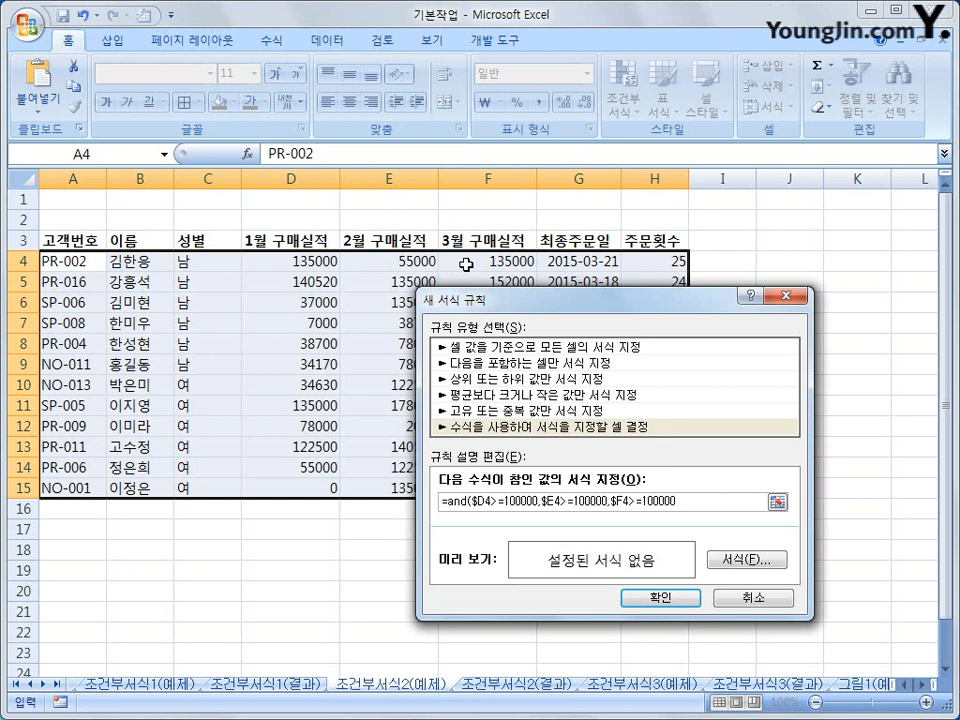 기본작업 - Microsoft Excel
YoungJin.com Y.
홈 삽입 페이지 레이아웃 수식 데이터 검토 보기 개발 도구
붙여넣기
11
가 가 가 간
일반
₩ % ,
조건부 서식
표 서식
셀 스타일
삽입
삭제
서식
Σ
정렬 및 필터
찾기 및 선택
클립보드 글꼴 맞춤 표시 형식 스타일 셀 편집
A4 fx PR-002
A B C D E F G H I J K L
1
2
3 고객번호 이름 성별 1월 구매실적 2월 구매실적 3월 구매실적 최종주문일 주문횟수
4 PR-002 김한응 남 135000 55000 135000 2015-03-21 25
5 PR-016 강흥석 남 140520 135000 152000 2015-03-18 24
6 SP-006 김미현 남 37000
7 SP-008 한미우 남 7000
8 PR-004 한성현 남 38700
9 NO-011 홍길동 남 34170
10 NO-013 박은미 여 34630
11 SP-005 이지영 여 135000
12 PR-009 이미라 여 78000
13 PR-011 고수정 여 122500
14 PR-006 정은희 여 55000
15 NO-001 이정은 여 0
16
17
18
19
20
21
22
23
24
새 서식 규칙
규칙 유형 선택(S):
► 셀 값을 기준으로 모든 셀의 서식 지정
► 다음을 포함하는 셀만 서식 지정
► 상위 또는 하위 값만 서식 지정
► 평균보다 크거나 작은 값만 서식 지정
► 고유 또는 중복 값만 서식 지정
► 수식을 사용하여 서식을 지정할 셀 결정
규칙 설명 편집(E):
다음 수식이 참인 값의 서식 지정(O):
=and($D4>=100000,$E4>=100000,$F4>=100000
미리 보기: 설정된 서식 없음 서식(F)...
확인 취소
조건부서식1(예제) 조건부서식1(결과) 조건부서식2(예제) 조건부서식2(결과) 조건부서식3(예제) 조건부서식3(결과) 그림1(예
입력 100%